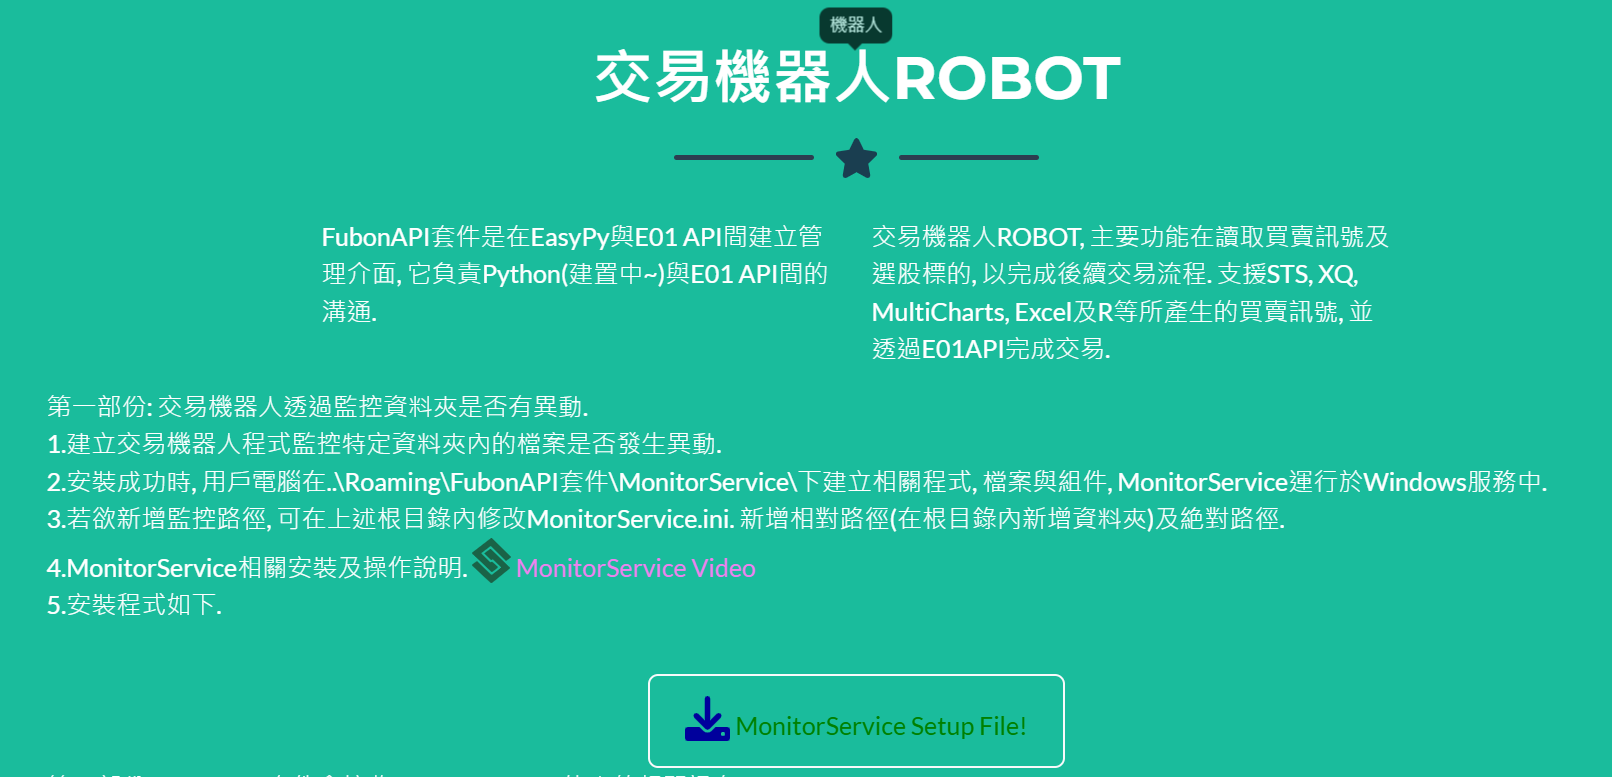 機器人
交易機器人ROBOT
FubonAPI套件是在EasyPy與E01 API間建立管
理介面, 它負責Python(建置中~)與E01 API間的
溝通.
交易機器人ROBOT, 主要功能在讀取買賣訊號及
選股標的, 以完成後續交易流程. 支援STS, XQ,
MultiCharts, Excel及R等所產生的買賣訊號, 並
透過E01API完成交易.
第一部份: 交易機器人透過監控資料夾是否有異動.
1.建立交易機器人程式監控特定資料夾內的檔案是否發生異動.
2.安裝成功時, 用戶電腦在..\Roaming\FubonAPI套件\MonitorService\下建立相關程式, 檔案與組件, MonitorService運行於Windows服務中.
3.若欲新增監控路徑, 可在上述根目錄內修改MonitorService.ini. 新增相對路徑(在根目錄內新增資料夾)及絕對路徑.
4.MonitorService相關安裝及操作說明. MonitorService Video
5.安裝程式如下.
MonitorService Setup File!